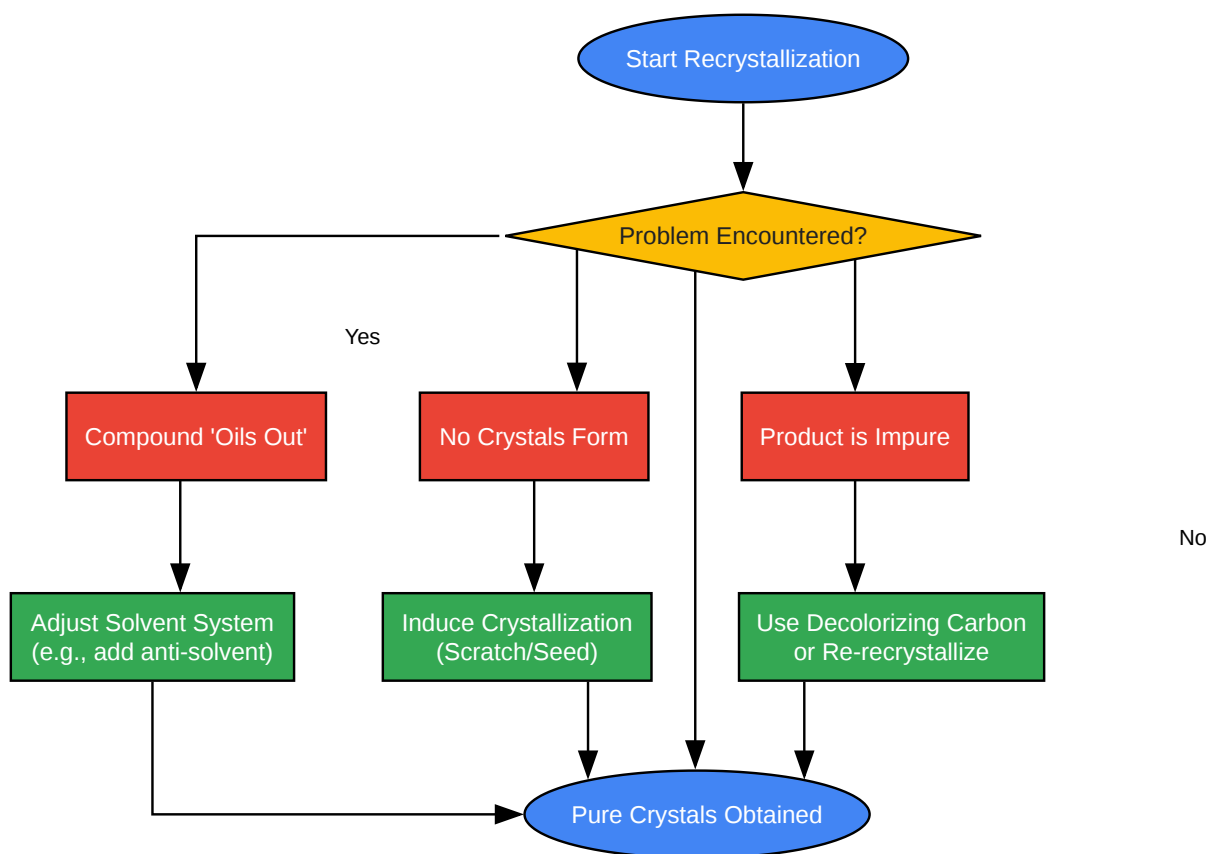 Start Recrystallization
Problem Encountered?
Yes
Compound 'Oils Out'
No Crystals Form
Product is Impure
No
Adjust Solvent System
(e.g., add anti-solvent)
Induce Crystallization
(Scratch/Seed)
Use Decolorizing Carbon
or Re-recrystallize
Pure Crystals Obtained